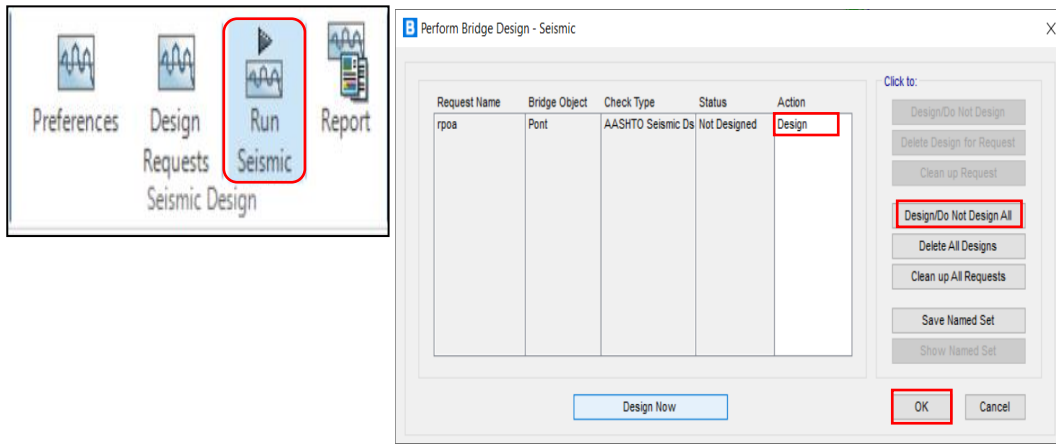 Preferences
Design
Requests
Run
Seismic
Report
Seismic Design
B Perform Bridge Design - Seismic
X
Click to:
Request Name Bridge Object Check Type Status Action
rpoa Pont AASHTO Seismic Ds Not Designed Design
Design/Do Not Design
Delete Design for Request
Clean up Request
Design/Do Not Design All
Delete All Designs
Clean up All Requests
Save Named Set
Show Named Set
Design Now
OK
Cancel